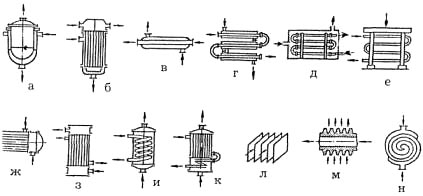 а б в г д е
ж з и к л м н